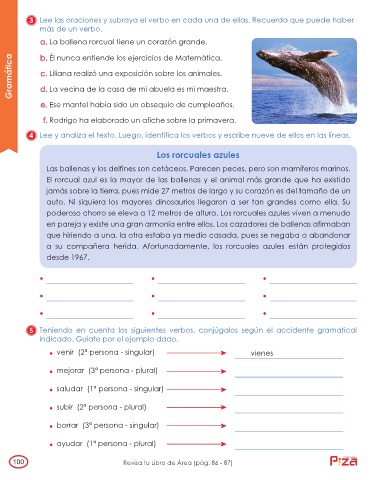 3 Lee las oraciones y subraya el verbo en cada una de ellas. Recuerda que puede haber
más de un verbo.
a. La ballena rorcual tiene un corazón grande.
b. Él nunca entiende los ejercicios de Matemática.
c. Liliana realizó una exposición sobre los animales.
d. La vecina de la casa de mi abuela es mi maestra.
e. Ese mantel había sido un obsequio de cumpleaños.
f. Rodrigo ha elaborado un afiche sobre la primavera.
Gramática
4 Lee y analiza el texto. Luego, identifica los verbos y escribe nueve de ellos en las líneas.
Los rorcuales azules
Las ballenas y los delfines son cetáceos. Parecen peces, pero son mamíferos marinos.
El rorcual azul es la mayor de las ballenas y el animal más grande que ha existido
jamás sobre la tierra, pues mide 27 metros de largo y su corazón es del tamaño de un
auto. Ni siquiera los mayores dinosaurios llegaron a ser tan grandes como ella. Su
poderoso chorro se eleva a 12 metros de altura. Los rorcuales azules viven a menudo
en pareja y existe una gran armonía entre ellos. Los cazadores de ballenas afirmaban
que hiriendo a una, la otra estaba ya medio casada, pues se negaba a abandonar
a su compañera herida. Afortunadamente, los rorcuales azules están protegidos
desde 1967.
5 Teniendo en cuenta los siguientes verbos, conjúgalos según el accidente gramatical
indicado. Guíate por el ejemplo dado.
venir (2ª persona - singular) vienes
mejorar (3ª persona - plural)
saludar (1ª persona - singular)
subir (2ª persona - plural)
borrar (3ª persona - singular)
ayudar (1ª persona - plural)
100
Revisa tu Libro de Área (pág. 86 - 87)